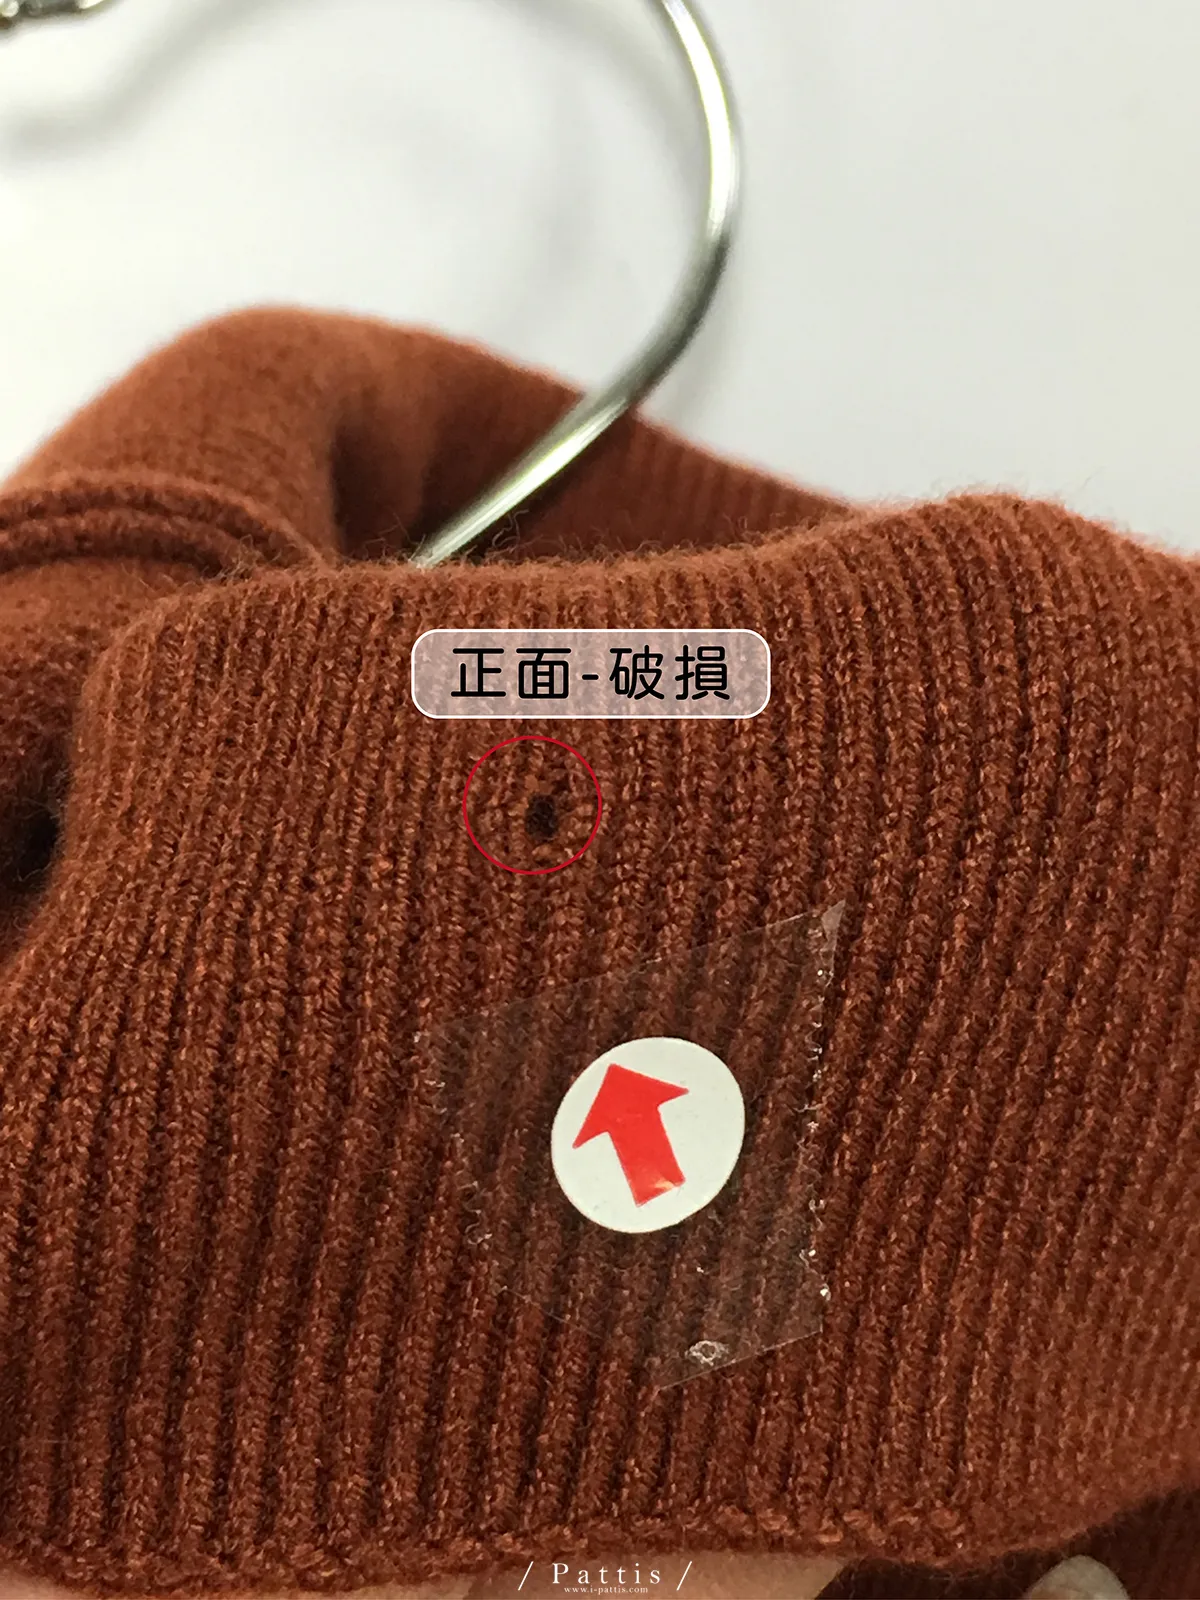 正面-破損
/ Pattis /
www.i-pattis.com